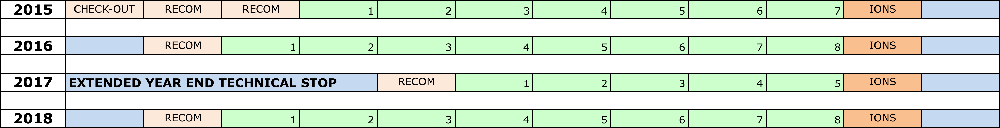 2015 CHECK-OUT RECOM RECOM 1 2 3 4 5 6 7 IONS
2016 RECOM 1 2 3 4 5 6 7 8 IONS
2017 EXTENDED YEAR END TECHNICAL STOP RECOM 1 2 3 4 5 IONS
2018 RECOM 1 2 3 4 5 6 7 8 IONS